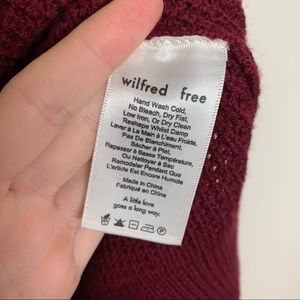 wilfred free
Hand Wash Cold,
No Bleach, Dry Flat,
Low Iron, Or Dry Clean
Reshape Whilst Damp
Laver à La Main à L'eau Froide,
Pas De Blanchiment,
Sécher à Plat,
Repasser à Basse Température,
Ou Nettoyer à Sec
Remodeler Pendant Que
L'article Est Encore Humide
Made in China
Fabriqué en China
A little love
goes a long way.